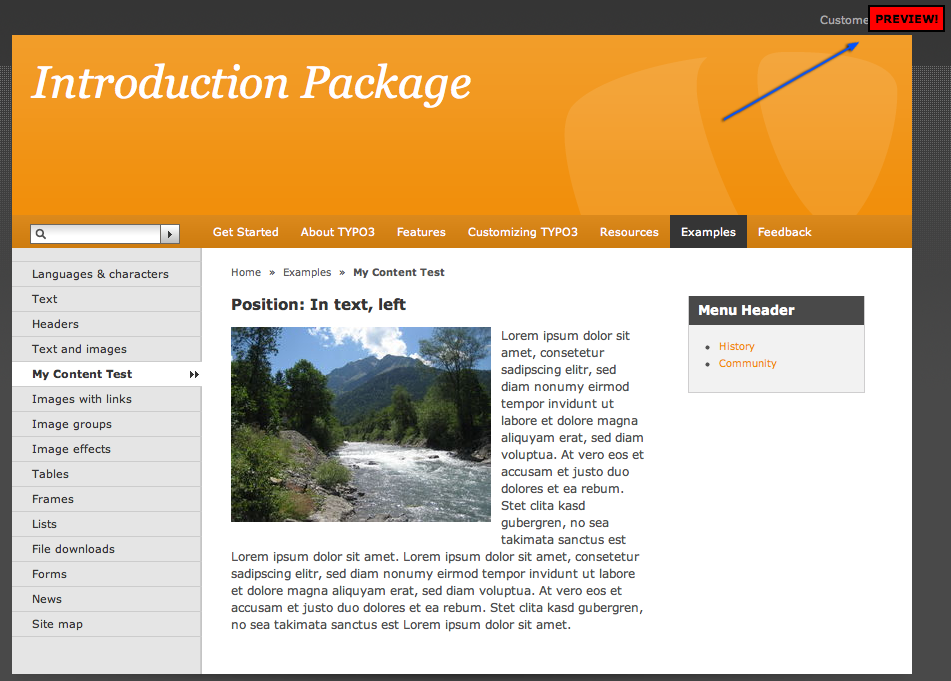 Custome
PREVIEW!
Introduction Package
Get Started About TYPO3 Features Customizing TYPO3 Resources Examples Feedback
Languages & characters
Text
Headers
Text and images
My Content Test
Images with links
Image groups
Image effects
Tables
Frames
Lists
File downloads
Forms
News
Site map
Home » Examples » My Content Test
Position: In text, left
Lorem ipsum dolor sit
amet, consetetur
sadipscing elitr, sed
diam nonumy eirmod
tempor invidunt ut
labore et dolore magna
aliquyam erat, sed diam
voluptua. At vero eos et
accusam et justo duo
dolores et ea rebum.
Stet clita kasd
gubergren, no sea
takimata sanctus est
Lorem ipsum dolor sit amet. Lorem ipsum dolor sit amet, consetetur
sadipscing elitr, sed diam nonumy eirmod tempor invidunt ut labore
et dolore magna aliquyam erat, sed diam voluptua. At vero eos et
accusam et justo duo dolores et ea rebum. Stet clita kasd gubergren,
no sea takimata sanctus est Lorem ipsum dolor sit amet.
Menu Header
History
Community